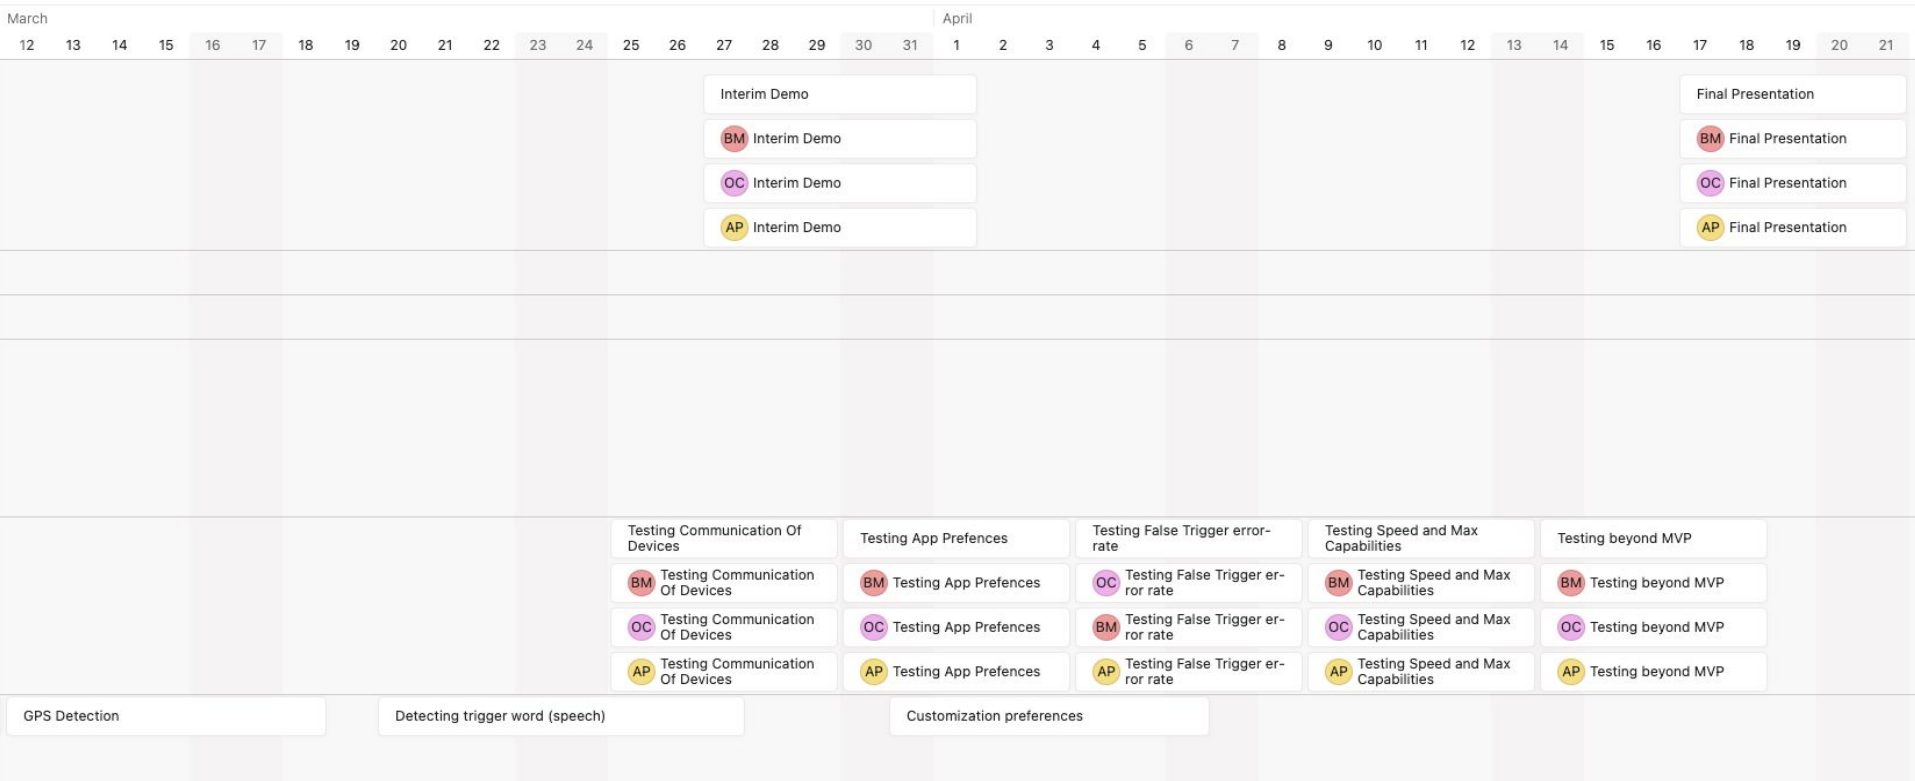 March
April
12 13 14 15 16 17 18 19 20 21 22 23 24 25 26 27 28 29 30 31 1 2 3 4 5 6 7 8 9 10 11 12 13 14 15 16 17 18 19 20 21
Interim Demo
Final Presentation
BM Interim Demo
BM Final Presentation
OC Interim Demo
OC Final Presentation
AP Interim Demo
AP Final Presentation
Testing Communication Of
Devices
Testing App Prefences
Testing False Trigger error-
rate
Testing Speed and Max
Capabilities
Testing beyond MVP
BM Testing Communication
Of Devices
BM Testing App Prefences
OC Testing False Trigger er-
ror rate
BM Testing Speed and Max
Capabilities
BM Testing beyond MVP
OC Testing Communication
Of Devices
OC Testing App Prefences
BM Testing False Trigger er-
ror rate
OC Testing Speed and Max
Capabilities
OC Testing beyond MVP
AP Testing Communication
Of Devices
AP Testing App Prefences
AP Testing False Trigger er-
ror rate
AP Testing Speed and Max
Capabilities
AP Testing beyond MVP
GPS Detection
Detecting trigger word (speech)
Customization preferences